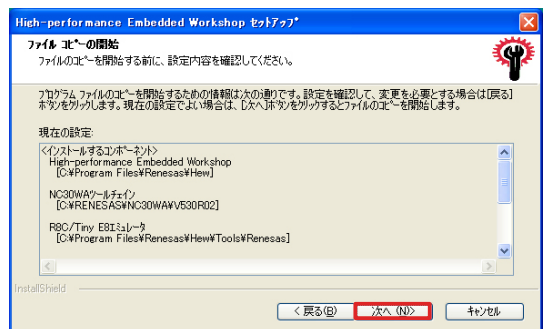 High-performance Embedded Workshop セットアップ
ファイル コピーの開始
ファイルのコピーを開始する前に、設定内容を確認してください。
プログラム ファイルのコピーを開始するための情報は次の通りです。設定を確認して、変更を必要とする場合は[戻る]
ボタンをクリックします。現在の設定でよい場合は、[次へ]ボタンをクリックするとファイルのコピーを開始します。
現在の設定:
<インストールするコンポーネント>
High-performance Embedded Workshop
[C:¥Program Files¥Renesas¥Hew]
NC30WAツールチェイン
[C:¥RENESAS¥NC30WA¥V530R02]
R8C/Tiny E8エミュレータ
[C:¥Program Files¥Renesas¥Hew¥Tools¥Renesas]
InstallShield
< 戻る(B) 次へ (N)> キャンセル